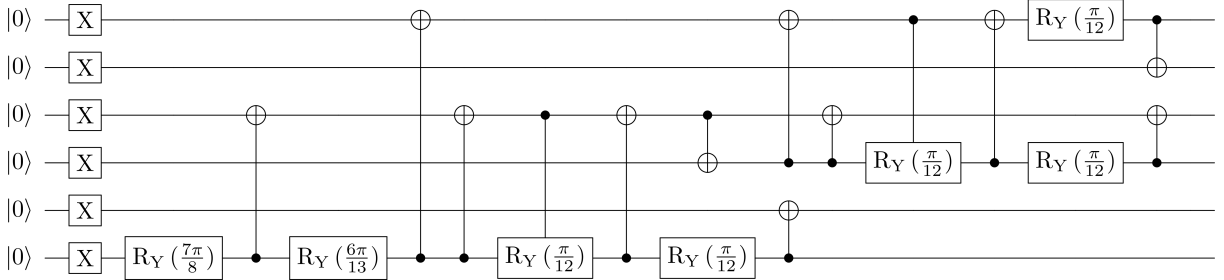 |0⟩ X R_Y(π/12)
|0⟩ X
|0⟩ X
|0⟩ X R_Y(π/12) R_Y(π/12)
|0⟩ X
|0⟩ X R_Y(7π/8) R_Y(6π/13) R_Y(π/12) R_Y(π/12)